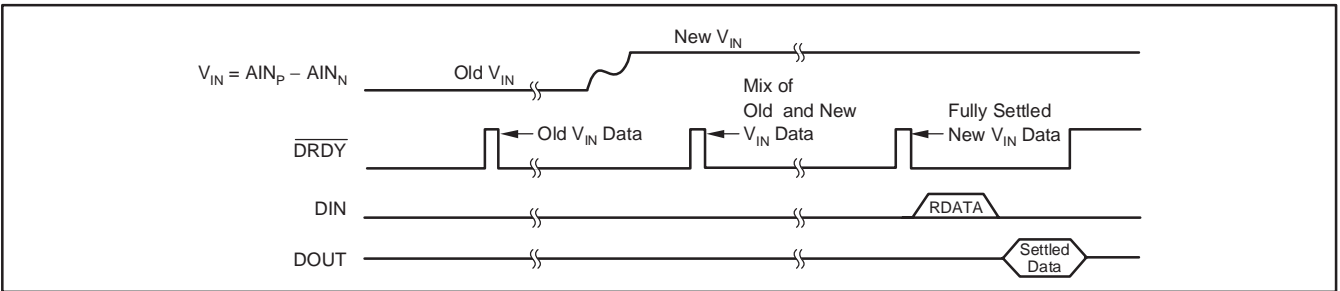 New V_IN
V_IN = AIN_P − AIN_N
Old V_IN
Mix of
Old and New
V_IN Data
Fully Settled
New V_IN Data
Old V_IN Data
DRDY
DIN
RDATA
DOUT
Settled
Data